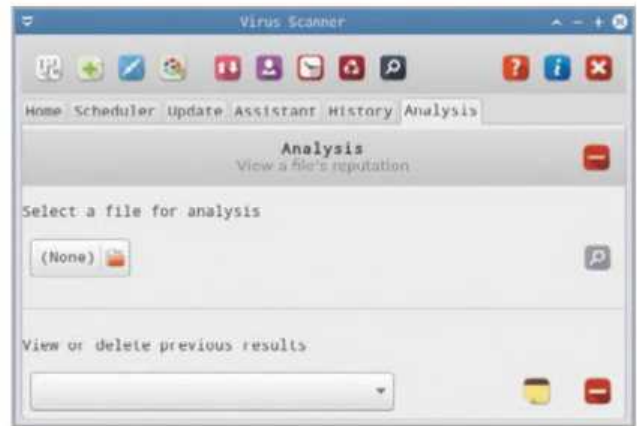 Virus Scanner
Home Scheduler Update Assistant History Analysis
Analysis
View a file's reputation
Select a file for analysis
(None)
View or delete previous results